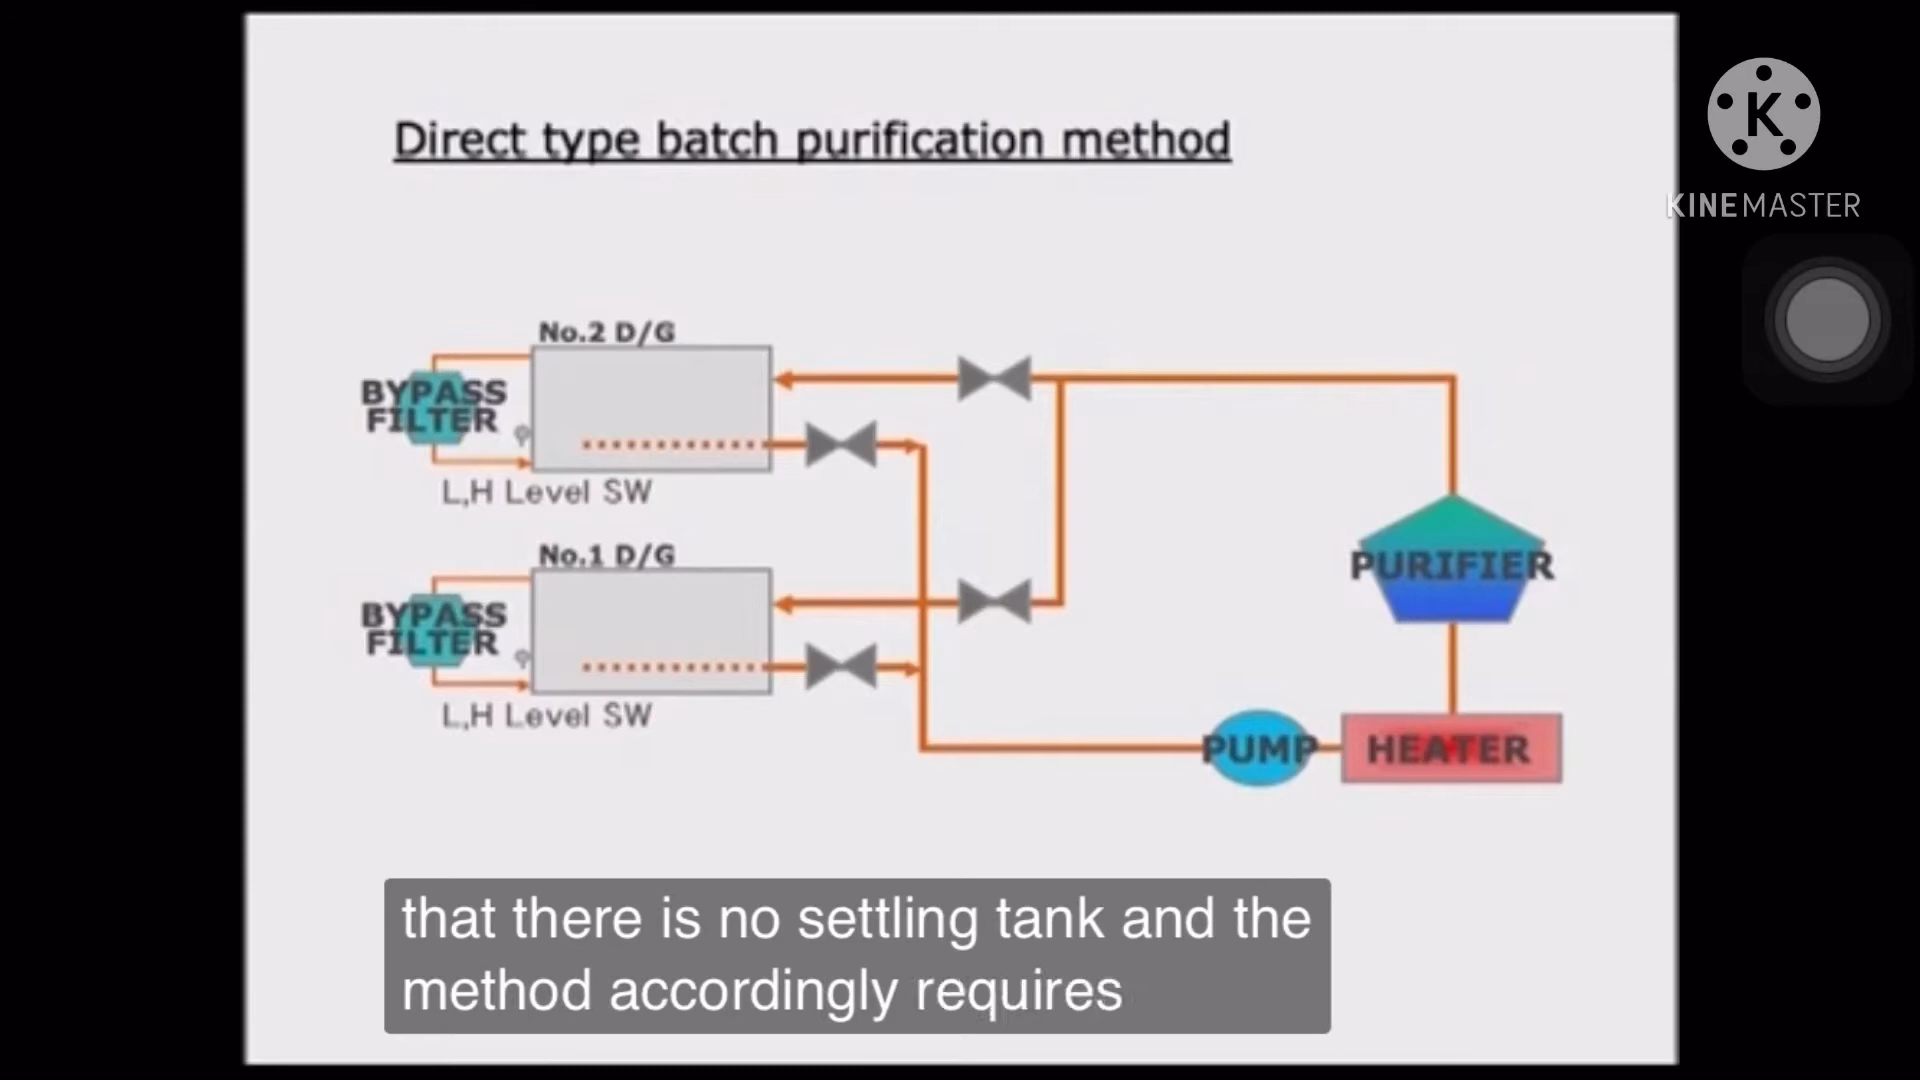 Direct type batch purification method
K
KINEMASTER
No.2 D/G
BYPASS
FILTER
L,H Level SW
No.1 D/G
BYPASS
FILTER
L,H Level SW
PURIFIER
PUMP
HEATER
that there is no settling tank and the
method accordingly requires